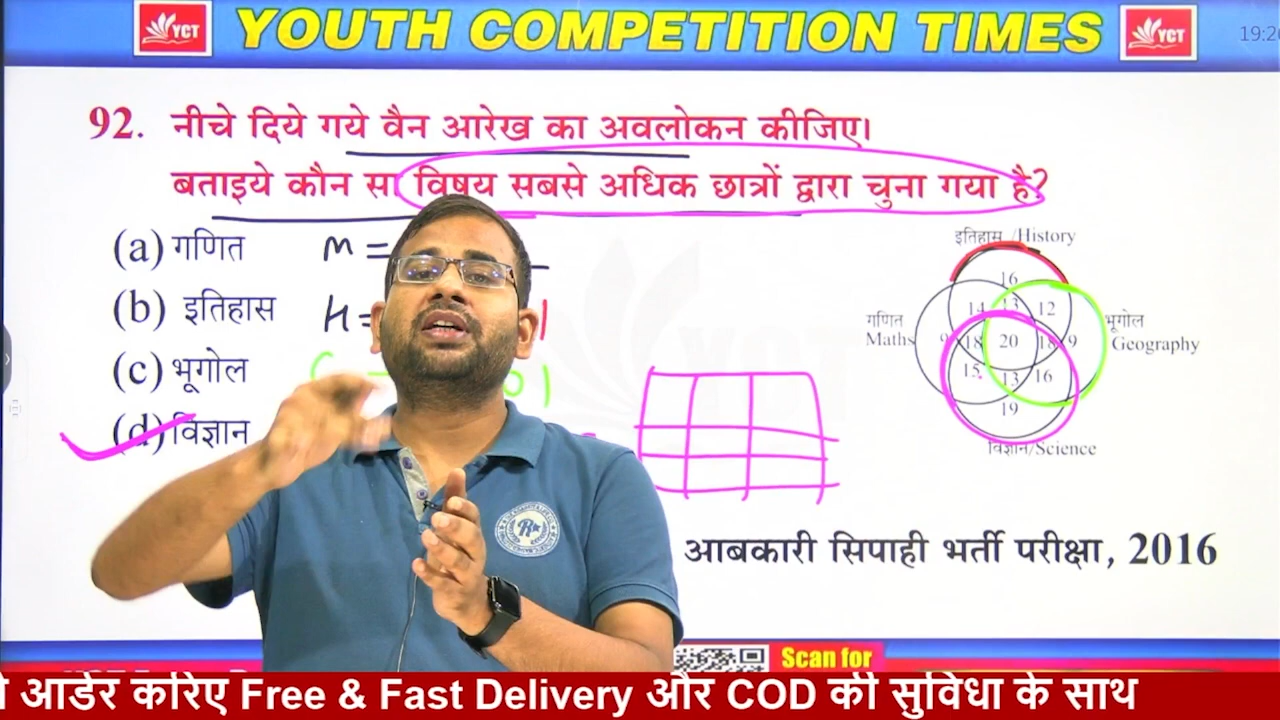 YCT
YOUTH COMPETITION TIMES
YCT
92. नीचे दिये गये वैन आरेख का अवलोकन कीजिए।
बताइये कौन सा विषय सबसे अधिक छात्रों द्वारा चुना गया है?
(a) गणित
M =
(b) इतिहास
H =
(c) भूगोल
(d) विज्ञान
इतिहास /History
16
14 13 12
गणित
Maths
भूगोल
Geography
9 18 20 18 9
15 13 16
19
विज्ञान/Science
आबकारी सिपाही भर्ती परीक्षा, 2016
Scan for
आर्डर करिए Free & Fast Delivery और COD की सुविधा के साथ